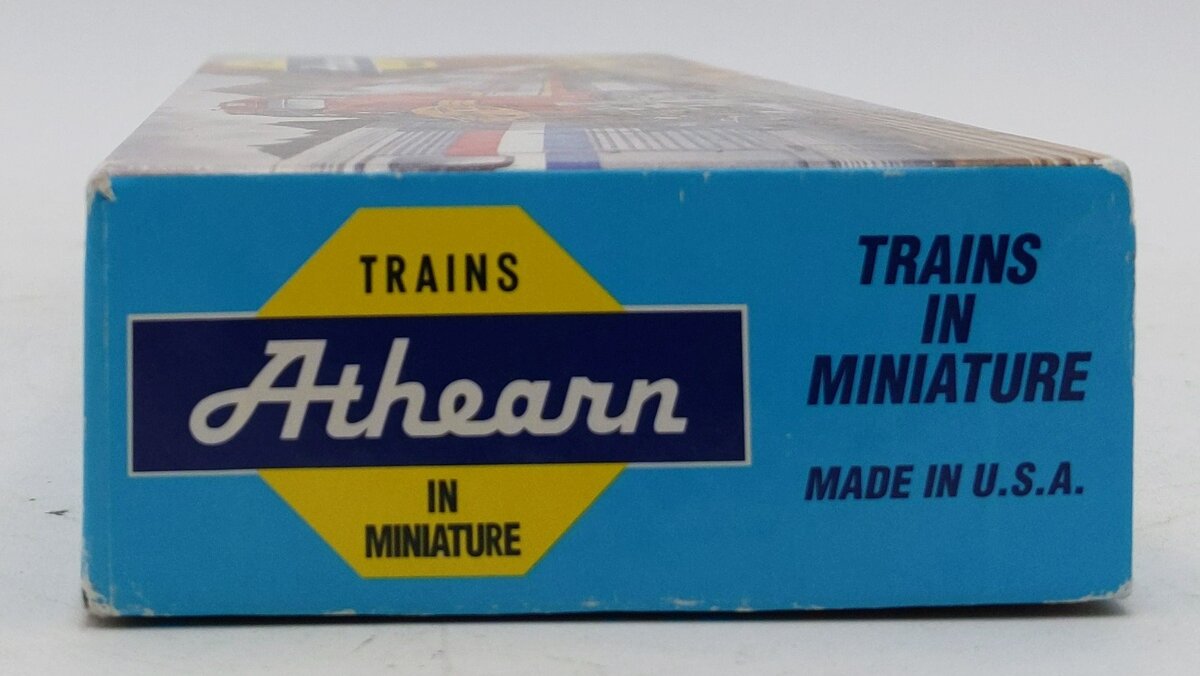 TRAINS
Athearn
IN
MINIATURE
TRAINS
IN
MINIATURE
MADE IN U.S.A.